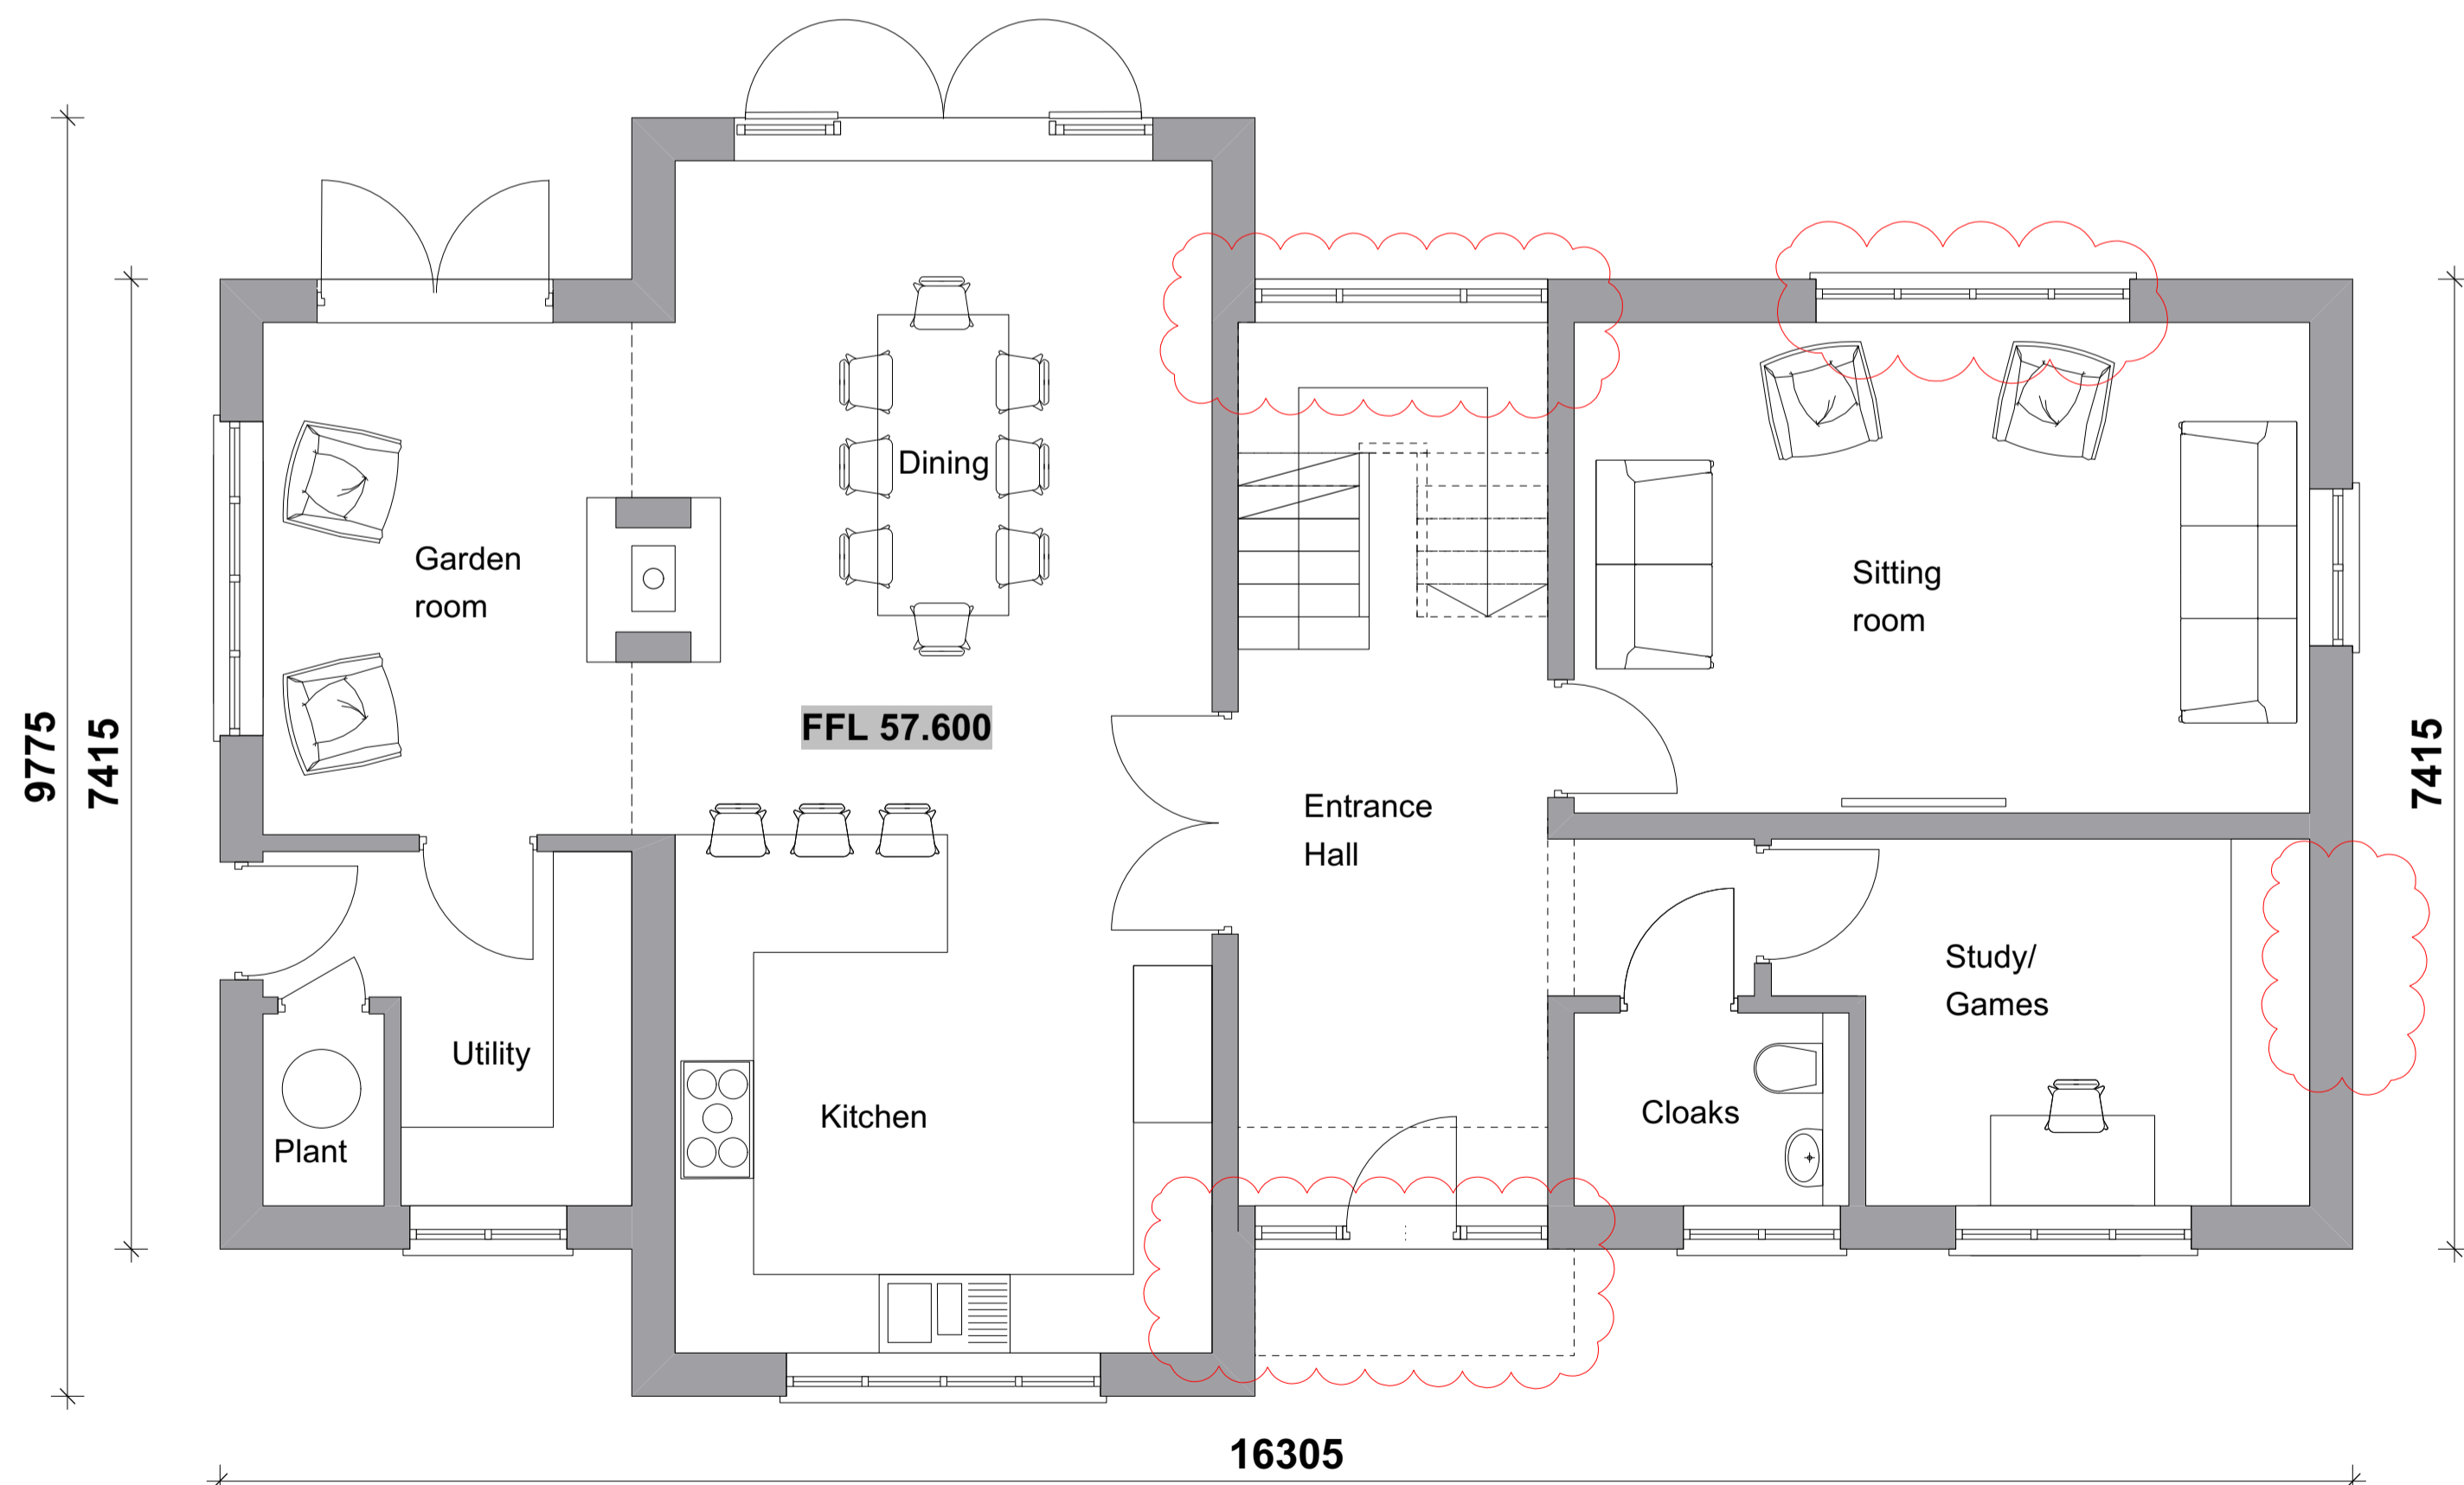 Dining
Garden
room
Sitting
room
FFL 57.600
9775
7415
7415
Entrance
Hall
Study/
Games
Utility
Kitchen
Cloaks
Plant
16305